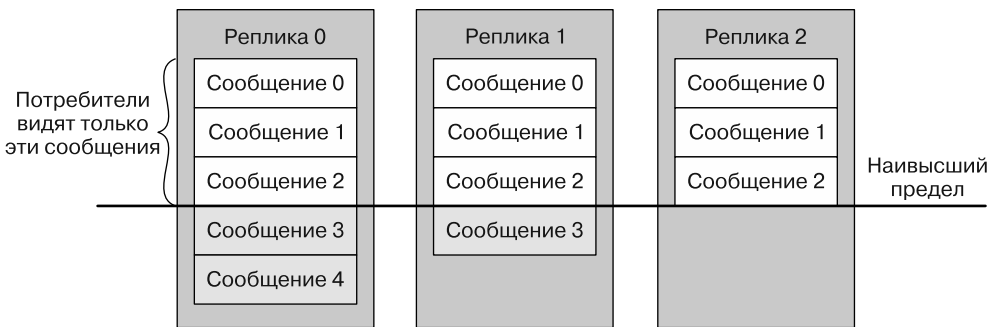 Реплика 0
Реплика 1
Реплика 2
Потребители
видят только
эти сообщения
Сообщение 0
Сообщение 1
Сообщение 2
Сообщение 3
Сообщение 4
Сообщение 0
Сообщение 1
Сообщение 2
Сообщение 3
Сообщение 0
Сообщение 1
Сообщение 2
Наивысший
предел